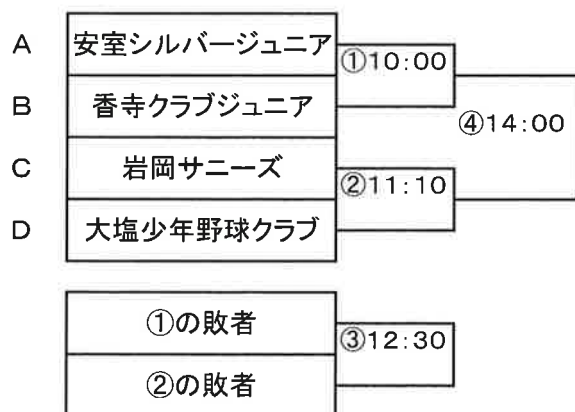 A 安室シルバージュニア
①10:00
B 香寺クラブジュニア
④14:00
C 岩岡サニーズ
②11:10
D 大塩少年野球クラブ
①の敗者
③12:30
②の敗者